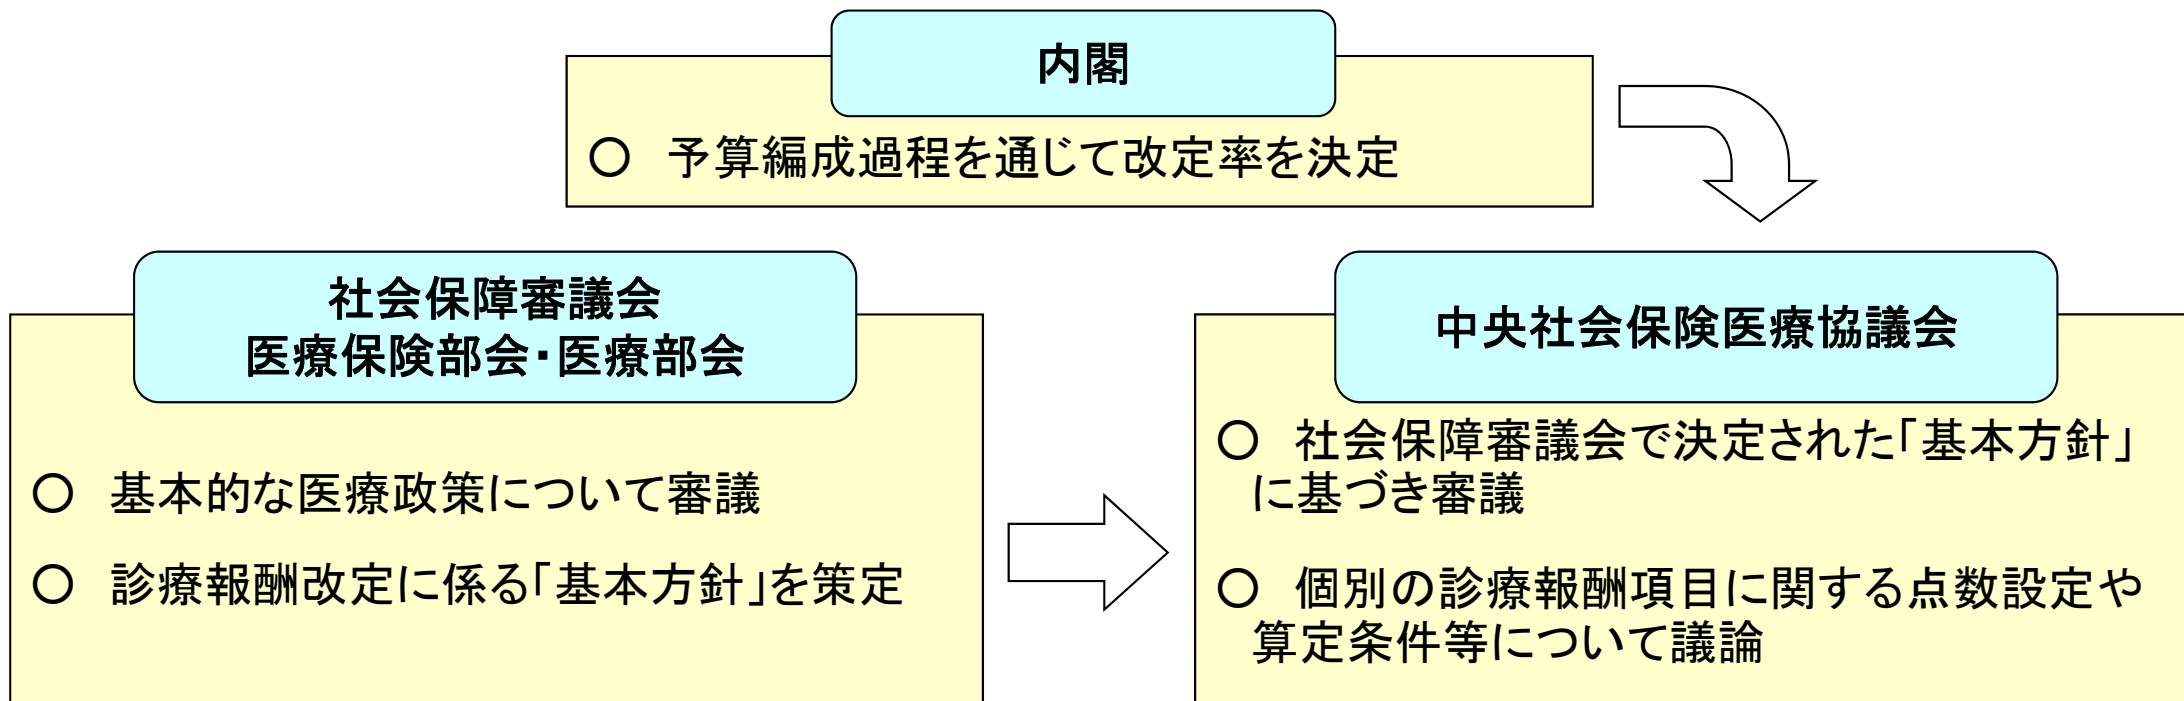 内閣
〇 予算編成過程を通じて改定率を決定
社会保障審議会
医療保険部会・医療部会
〇 基本的な医療政策について審議
〇 診療報酬改定に係る「基本方針」を策定
中央社会保険医療協議会
〇 社会保障審議会で決定された「基本方針」
に基づき審議
〇 個別の診療報酬項目に関する点数設定や
算定条件等について議論